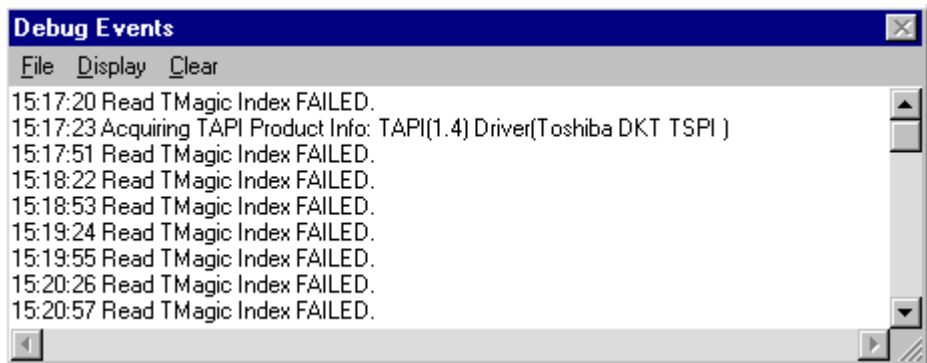 Debug Events
File Display Clear
15:17:20 Read TMagic Index FAILED.
15:17:23 Acquiring TAPI Product Info: TAPI(1.4) Driver(Toshiba DKT TSPI )
15:17:51 Read TMagic Index FAILED.
15:18:22 Read TMagic Index FAILED.
15:18:53 Read TMagic Index FAILED.
15:19:24 Read TMagic Index FAILED.
15:19:55 Read TMagic Index FAILED.
15:20:26 Read TMagic Index FAILED.
15:20:57 Read TMagic Index FAILED.